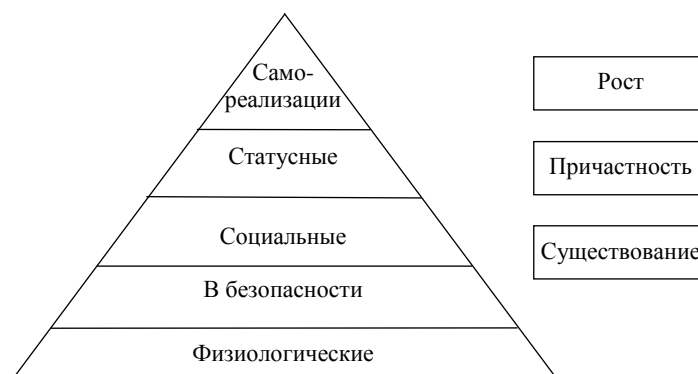 Само-
реализации
Статусные
Социальные
В безопасности
Физиологические
Рост
Причастность
Существование